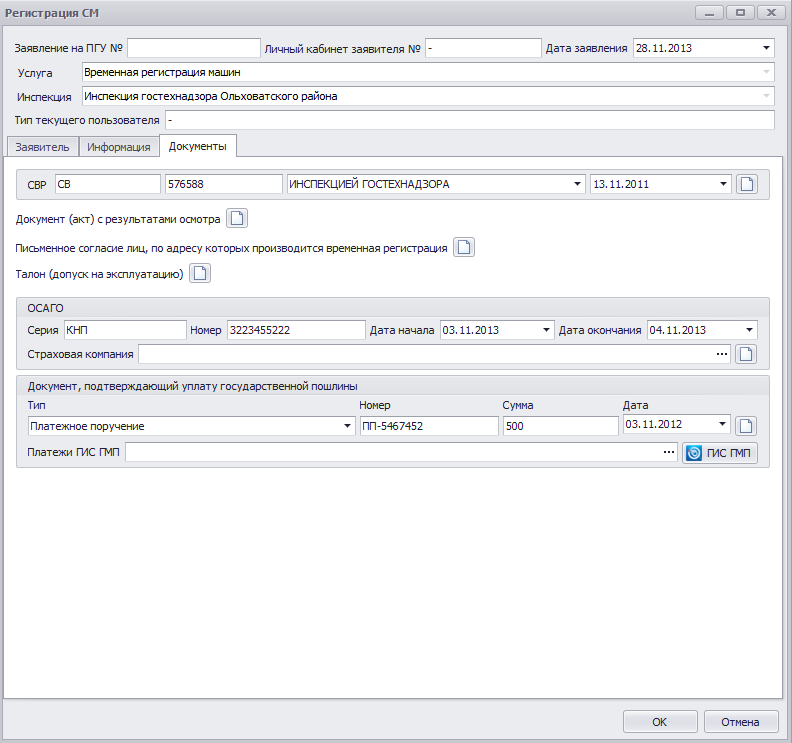 Регистрация СМ
Заявление на ПГУ № Личный кабинет заявителя № - Дата заявления 28.11.2013
Услуга Временная регистрация машин
Инспекция Инспекция гостехнадзора Ольховатского района
Тип текущего пользователя -
Заявитель Информация Документы
СВР СВ 576588 ИНСПЕКЦИЕЙ ГОСТЕХНАДЗОРА 13.11.2011
Документ (акт) с результатами осмотра
Письменное согласие лиц, по адресу которых производится временная регистрация
Талон (допуск на эксплуатацию)
ОСАГО
Серия КНП Номер 3223455222 Дата начала 03.11.2013 Дата окончания 04.11.2013
Страховая компания ...
Документ, подтверждающий уплату государственной пошлины
Тип Номер Сумма Дата
Платежное поручение ПП-5467452 500 03.11.2012
Платежи ГИС ГМП ... ГИС ГМП
ОК Отмена